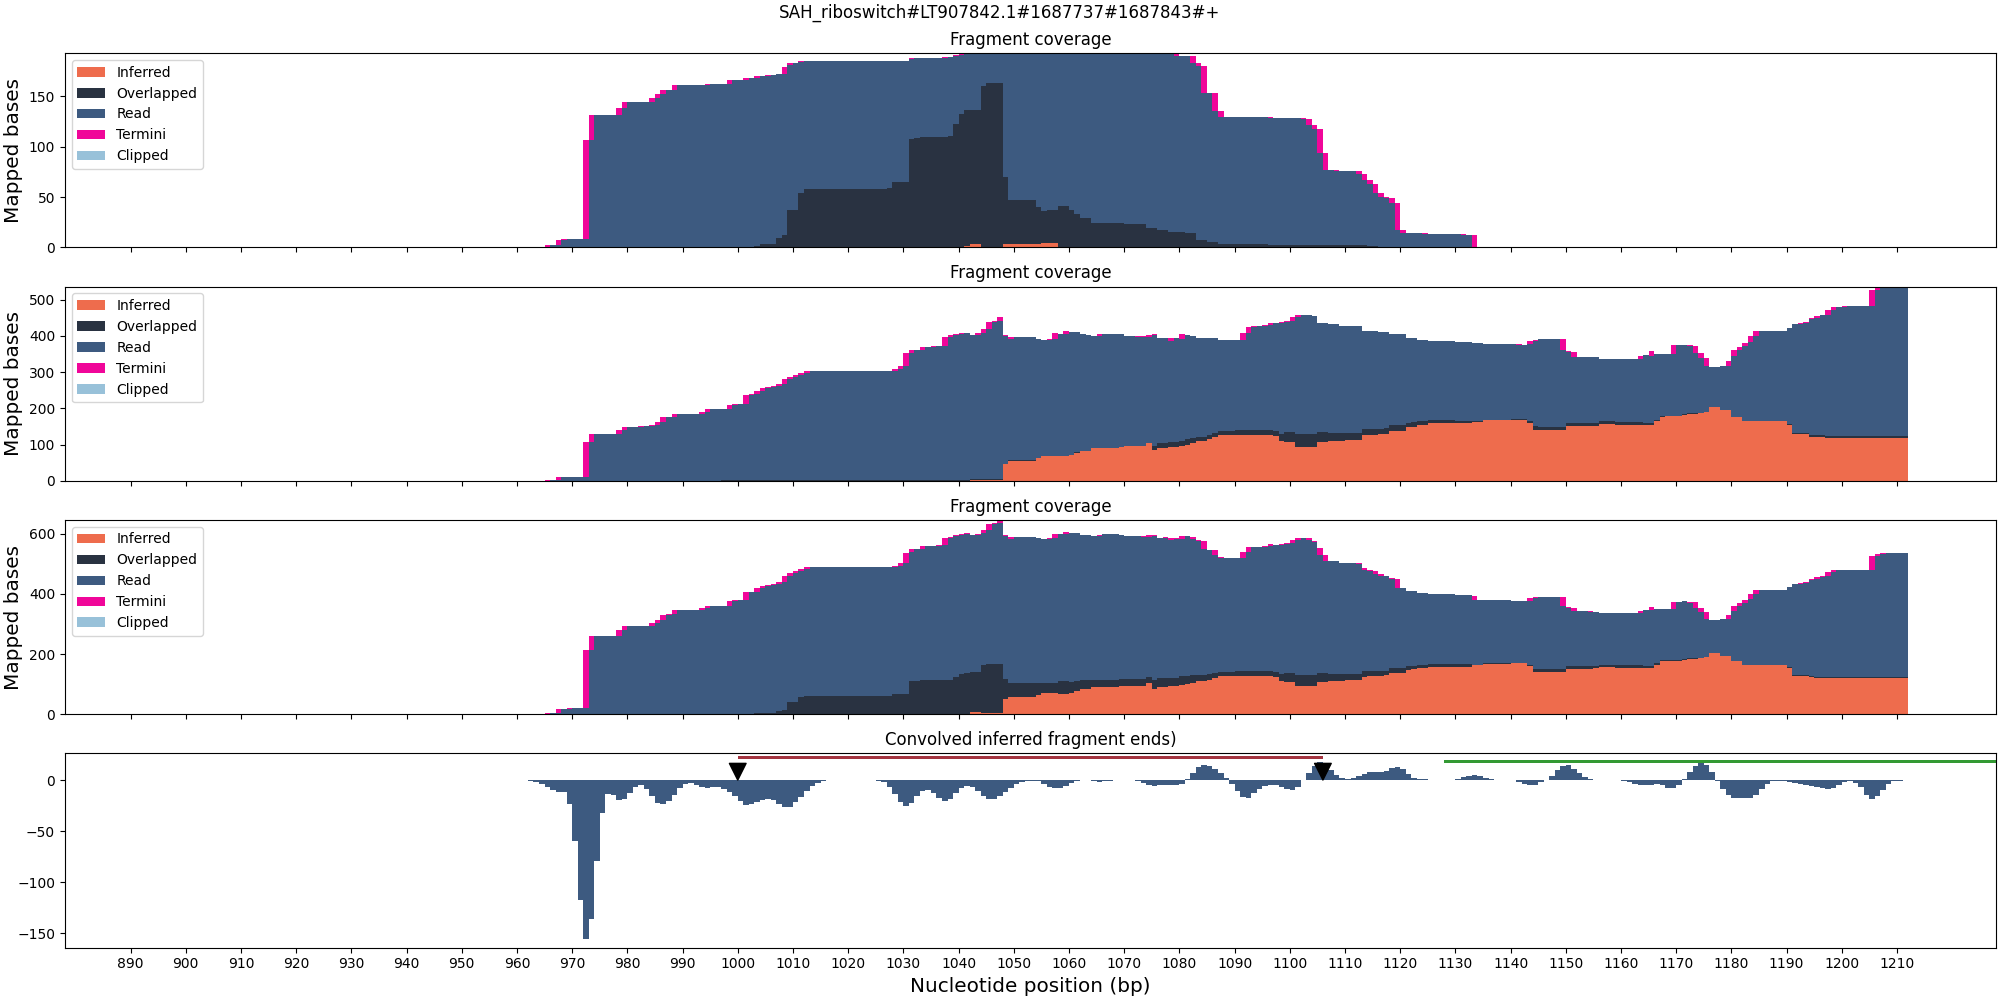 SAH_riboswitch#LT907842.1#1687737#1687843#+
Fragment coverage
Mapped bases
150
100
50
0
Inferred
Overlapped
Read
Termini
Clipped
Fragment coverage
Mapped bases
500
400
300
200
100
0
Inferred
Overlapped
Read
Termini
Clipped
Fragment coverage
Mapped bases
600
400
200
0
Inferred
Overlapped
Read
Termini
Clipped
Convolved inferred fragment ends)
0
−50
−100
−150
890 900 910 920 930 940 950 960 970 980 990 1000 1010 1020 1030 1040 1050 1060 1070 1080 1090 1100 1110 1120 1130 1140 1150 1160 1170 1180 1190 1200 1210
Nucleotide position (bp)